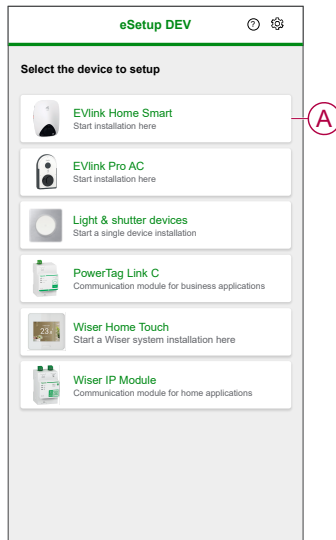 eSetup DEV
Select the device to setup
EVlink Home Smart
Start installation here
A
EVlink Pro AC
Start installation here
Light & shutter devices
Start a single device installation
PowerTag Link C
Communication module for business applications
Wiser Home Touch
Start a Wiser system installation here
Wiser IP Module
Communication module for home applications